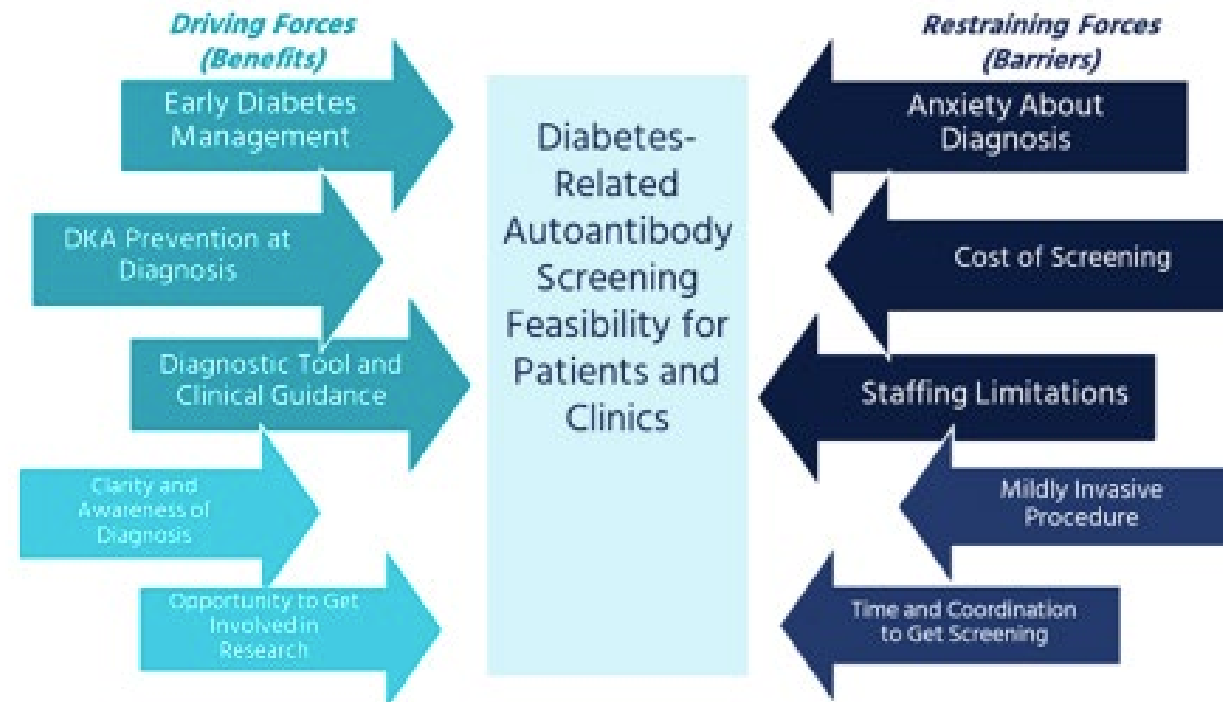 Driving Forces
(Benefits)
Early Diabetes
Management
DKA Prevention at
Diagnosis
Diagnostic Tool and
Clinical Guidance
Clarity and
Awareness of
Diagnosis
Opportunity to Get
Involved in
Research
Diabetes-
Related
Autoantibody
Screening
Feasibility for
Patients and
Clinics
Restraining Forces
(Barriers)
Anxiety About
Diagnosis
Cost of Screening
Staffing Limitations
Mildly Invasive
Procedure
Time and Coordination
to Get Screening